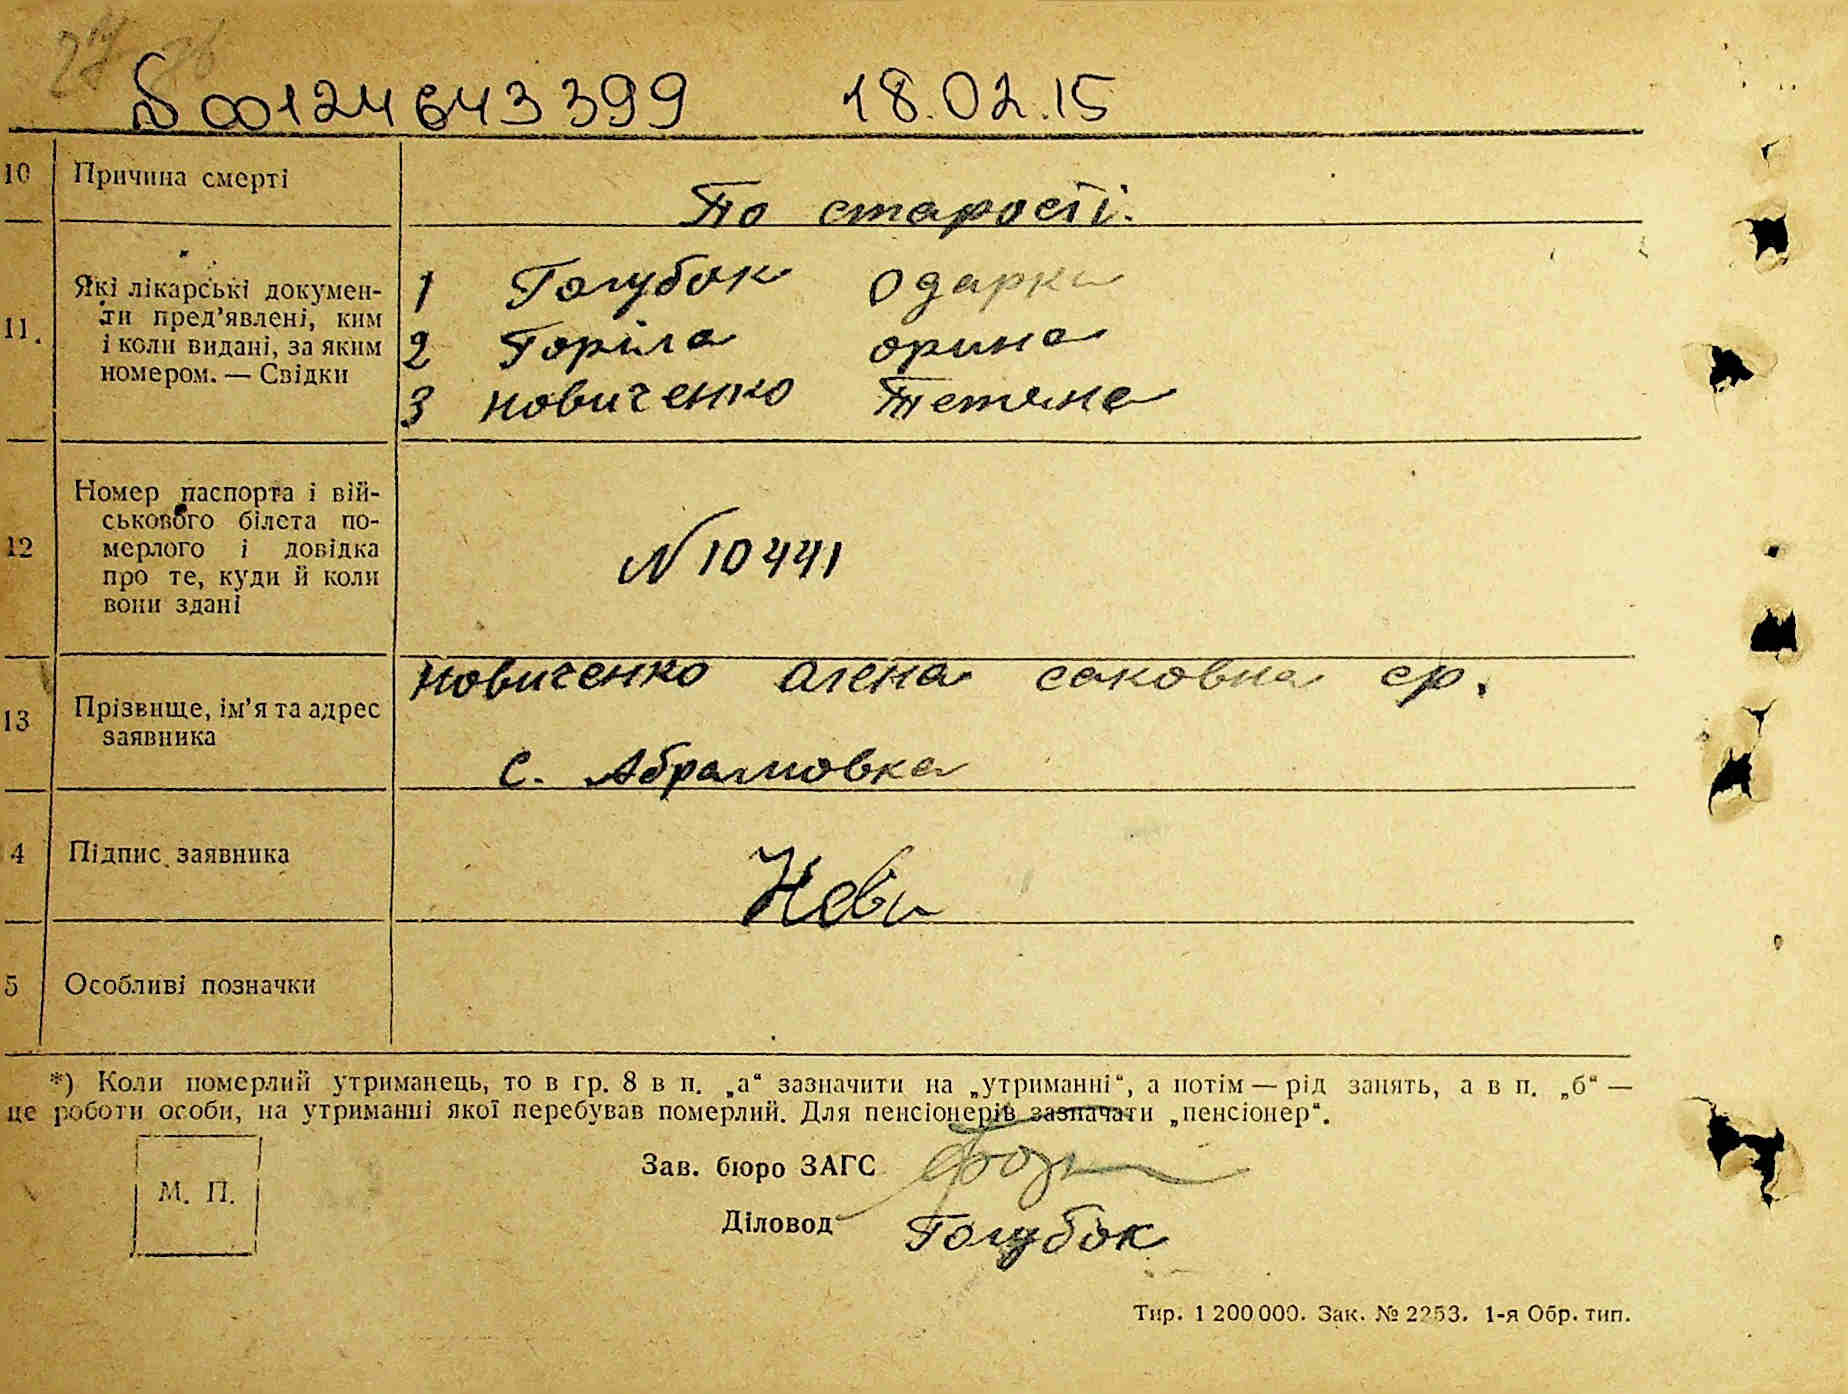 00124643399 18.02.15
10 Причина смерті
По старості.
11. Які лікарські докумен-
ти пред'явлені, ким
і коли видані, за яким
номером. — Свідки
1 Голубок Одарка
2 Горіла орина
3 новиченко Тетяна
12 Номер паспорта і вій-
ськового білета по-
мерлого і довідка
про те, куди й коли
вони здані
N 10441
13 Прізвище, ім'я та адрес
заявника
Новиченко олена саковна ср.
с. Абрамовка
4 Підпис заявника
Нови
5 Особливі позначки
*) Коли померлий утриманець, то в гр. 8 в п. „а“ зазначити на „утриманні“, а потім — рід занять, а в п. „б“ —
це роботи особи, на утриманні якої перебував померлий. Для пенсіонерів зазначати „пенсіонер“.
М. П.
Зав. бюро ЗАГС
Діловод Голубок
Тир. 1 200 000. Зак. № 2253. 1-я Обр. тип.